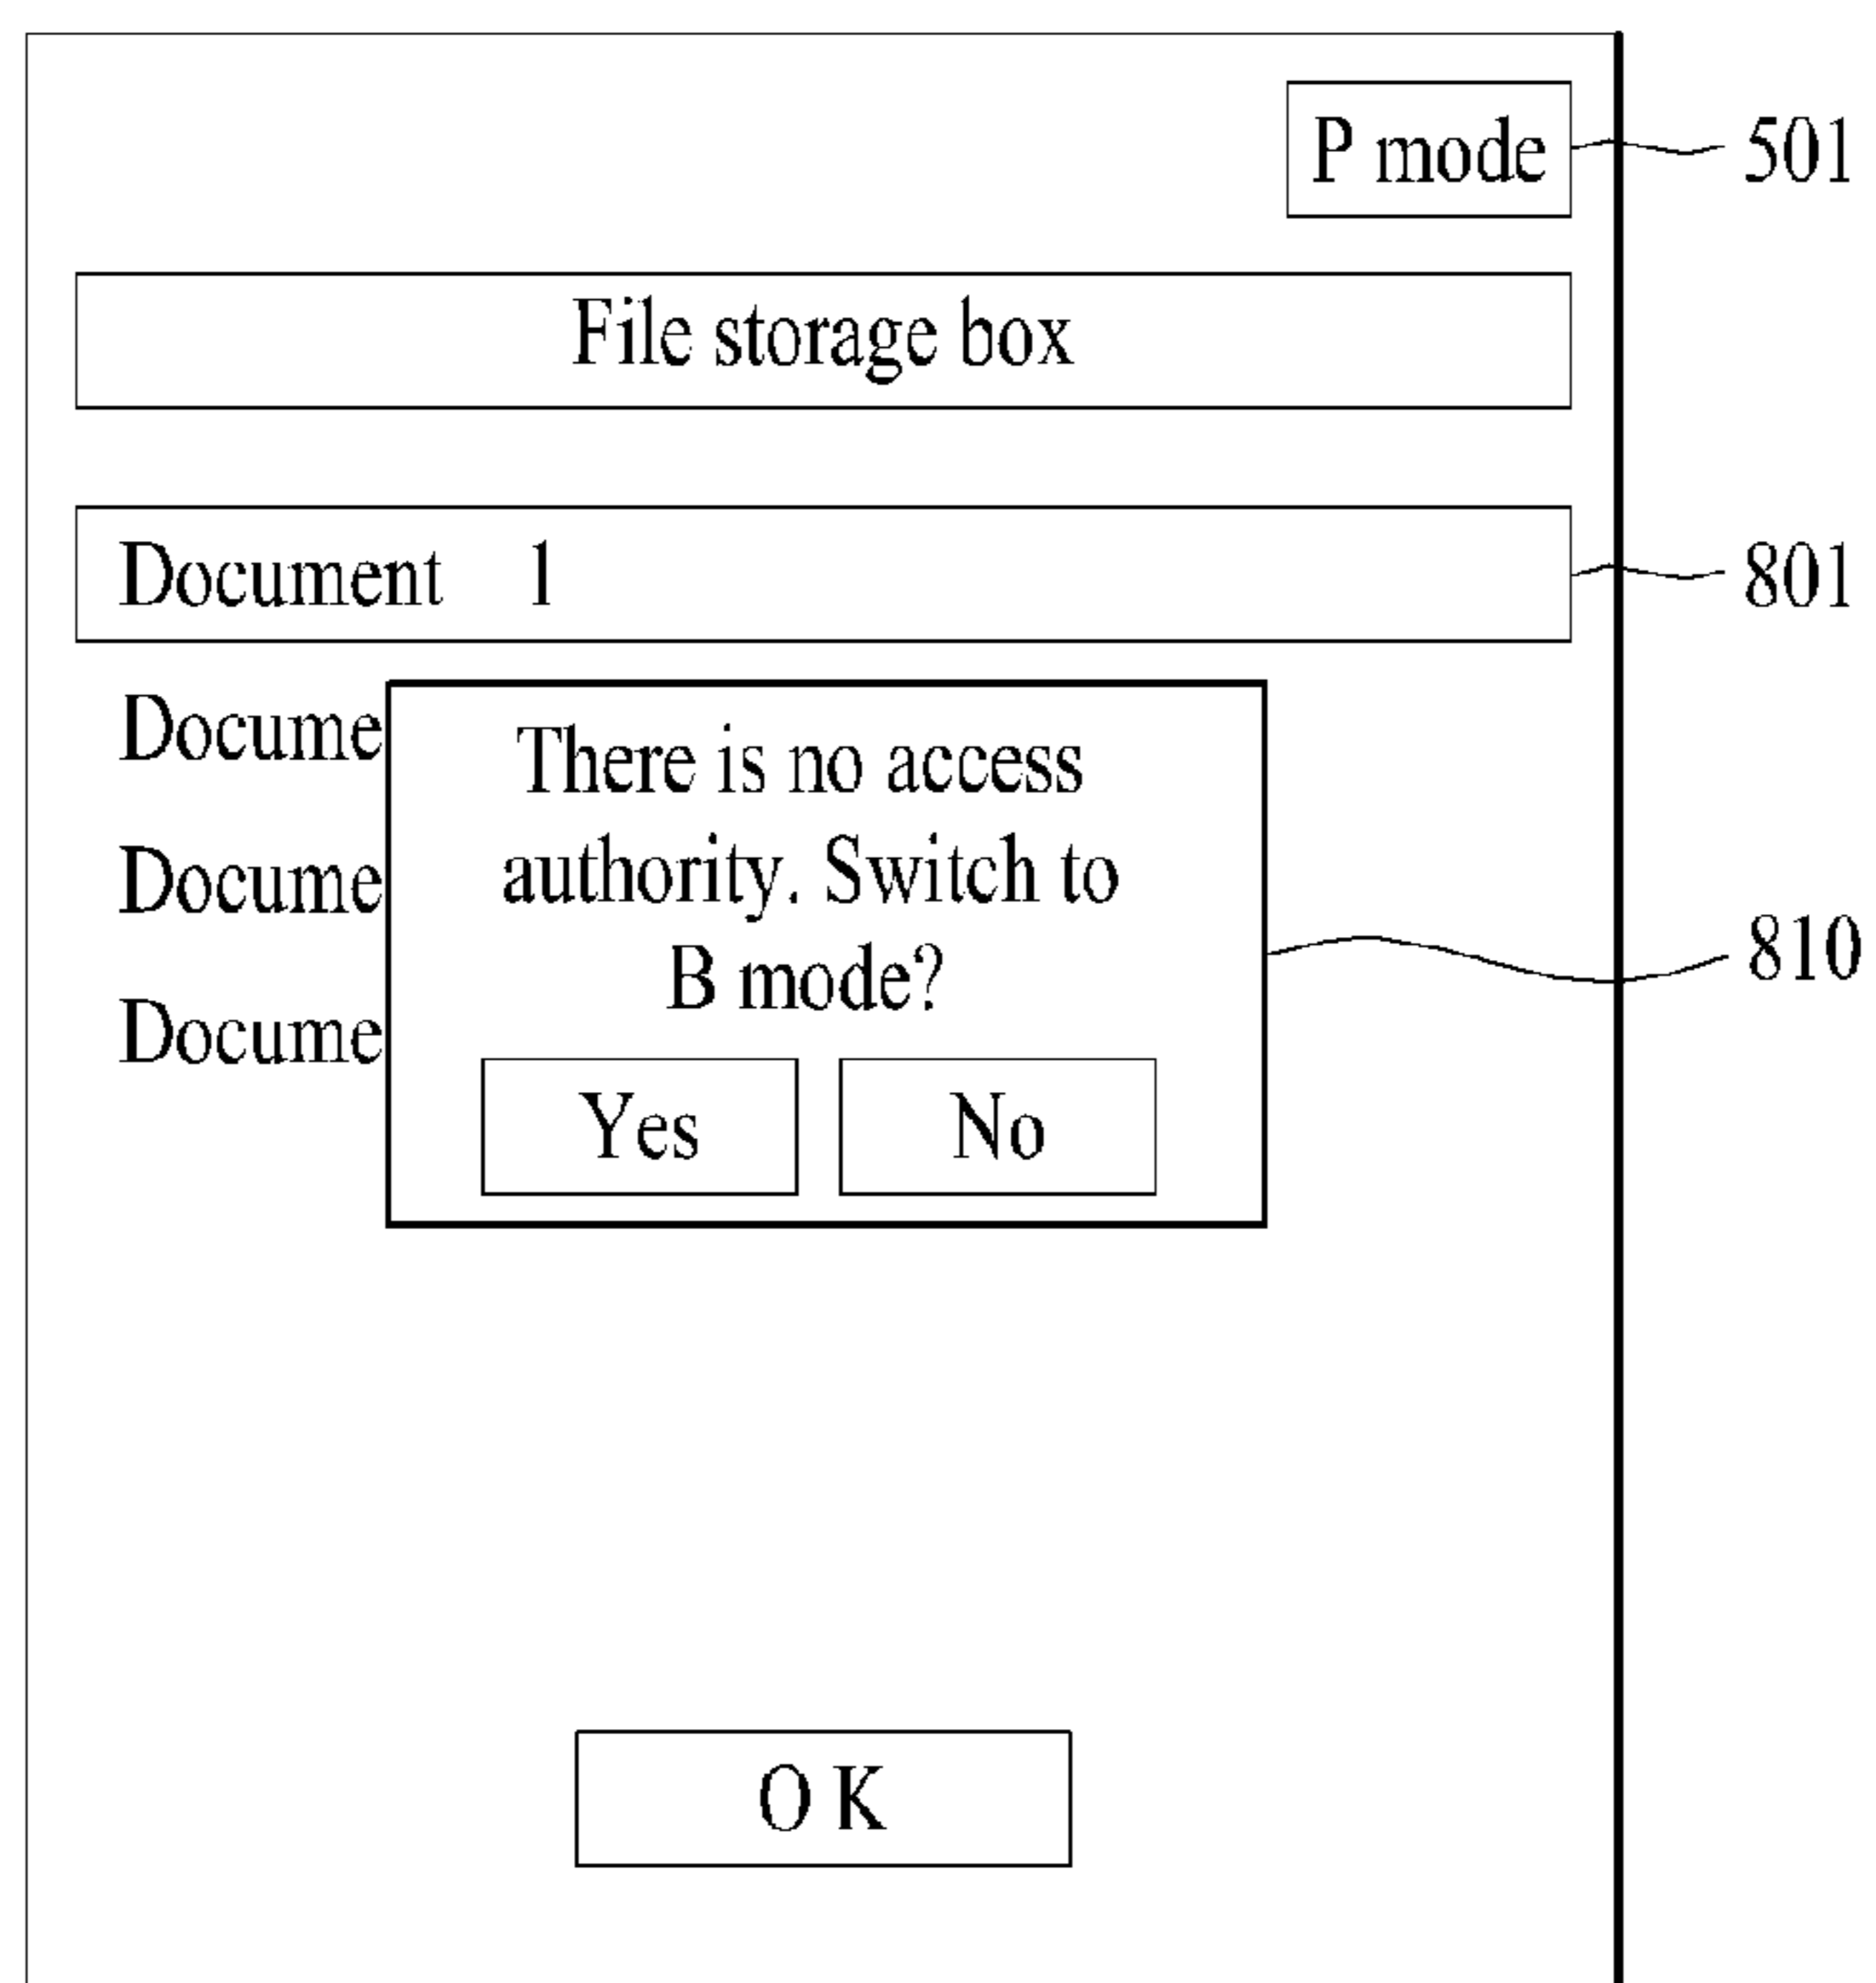 P mode
501
File storage box
Document 1
801
Docume
There is no access
authority. Switch to
Docume
B mode?
810
Docume
Yes
No
O K